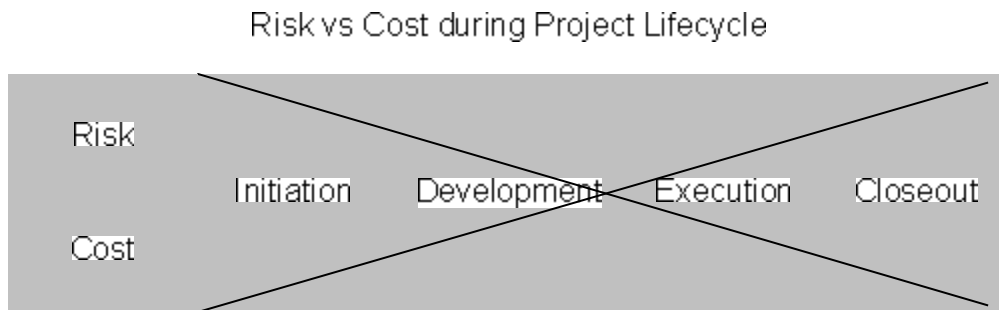 Risk vs Cost during Project Lifecycle
Risk
Initiation Development Execution Closeout
Cost